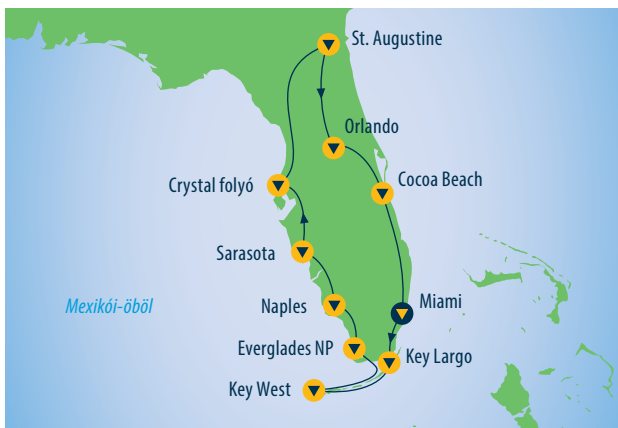 St. Augustine
Orlando
Crystal folyó
Cocoa Beach
Sarasota
Mexikói-öböl
Naples
Miami
Everglades NP
Key Largo
Key West